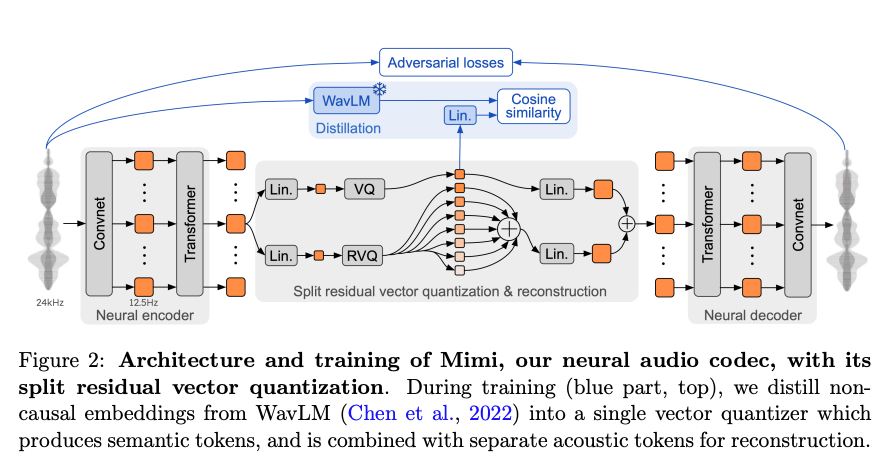 Adversarial losses
WavLM
Cosine
similarity
Lin.
Distillation
Convnet
Transformer
Lin.
VQ
Lin.
Lin.
RVQ
Lin.
Transformer
Convnet
24kHz
12.5Hz
Neural encoder
Split residual vector quantization & reconstruction
Neural decoder
Figure 2: Architecture and training of Mimi, our neural audio codec, with its
split residual vector quantization. During training (blue part, top), we distill non-
causal embeddings from WavLM (Chen et al., 2022) into a single vector quantizer which
produces semantic tokens, and is combined with separate acoustic tokens for reconstruction.